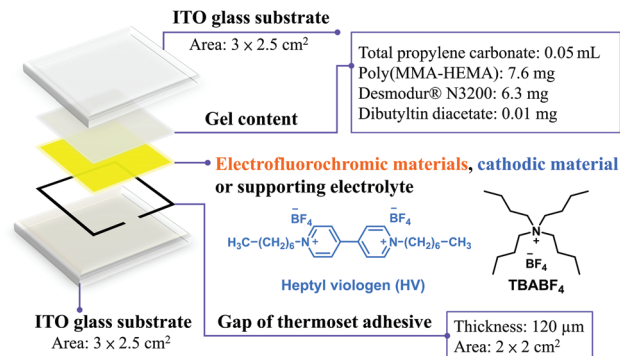 ITO glass substrate
Area: 3 x 2.5 cm²
Total propylene carbonate: 0.05 mL
Poly(MMA-HEMA): 7.6 mg
Desmodur® N3200: 6.3 mg
Dibutyltin diacetate: 0.01 mg
Gel content
Electrofluorochromic materials, cathodic material
or supporting electrolyte
BF₄⁻ BF₄⁻
H₃C−(CH₂)₆−N⁺ N⁺−(CH₂)₆−CH₃
Heptyl viologen (HV)
N⁺
BF₄⁻
TBABF₄
ITO glass substrate
Area: 3 x 2.5 cm²
Gap of thermoset adhesive
Thickness: 120 µm
Area: 2 x 2 cm²